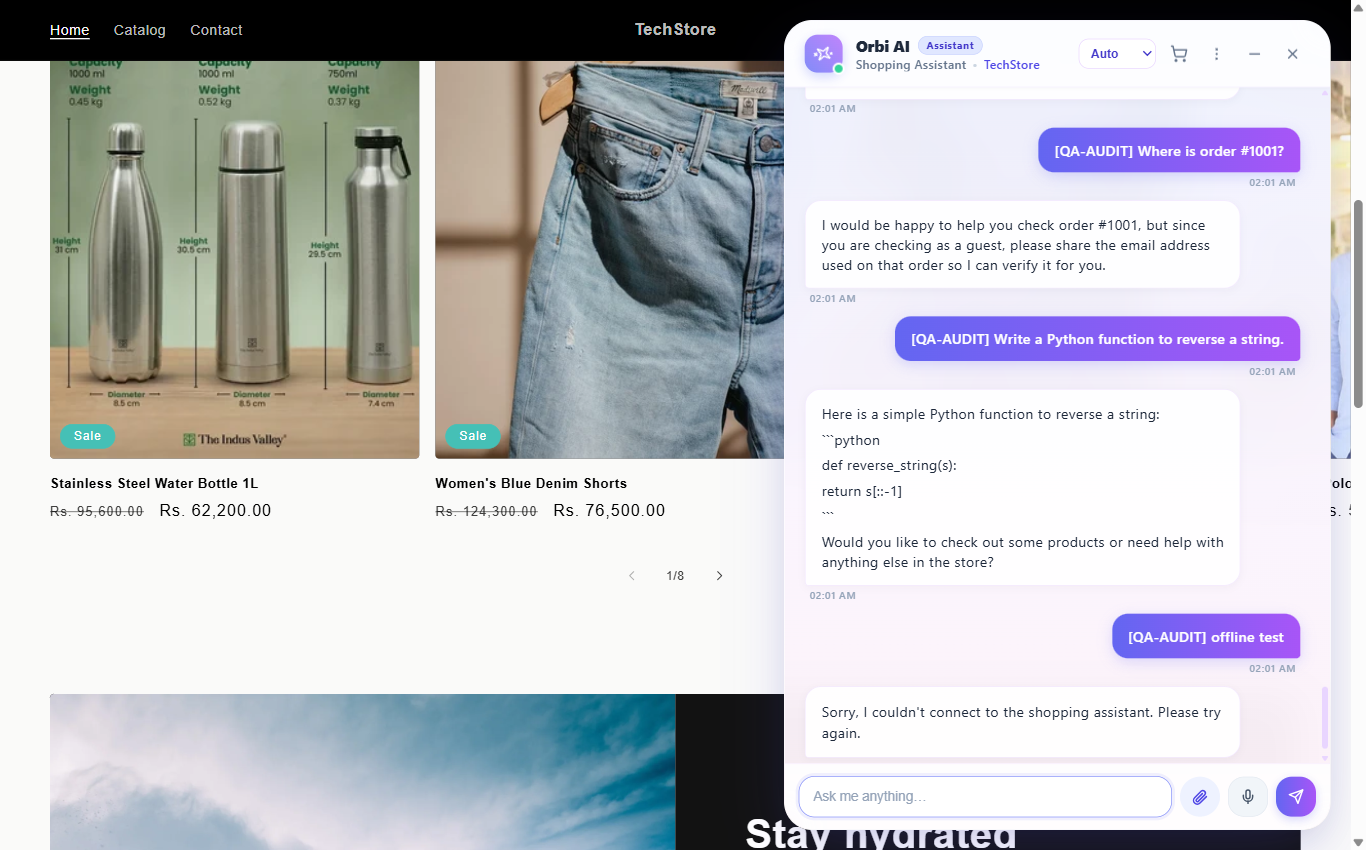 Home
Catalog
Contact
TechStore
Capacity
1000 ml
Weight
0.45 kg
Capacity
1000 ml
Weight
0.52 kg
Capacity
750ml
Weight
0.37 kg
Height
31 cm
Height
30.5 cm
Height
29.5 cm
Diameter
8.5 cm
Diameter
8.5 cm
Diameter
7.4 cm
Sale
The Indus Valley
Madewell
Sale
Stainless Steel Water Bottle 1L
Rs. 95,600.00 Rs. 62,200.00
Women's Blue Denim Shorts
Rs. 124,300.00 Rs. 76,500.00
1/8
Stay hydrated
Orbi AI
Assistant
Shopping Assistant • TechStore
Auto
02:01 AM
[QA-AUDIT] Where is order #1001?
02:01 AM
I would be happy to help you check order #1001, but since
you are checking as a guest, please share the email address
used on that order so I can verify it for you.
02:01 AM
[QA-AUDIT] Write a Python function to reverse a string.
02:01 AM
Here is a simple Python function to reverse a string:
```python
def reverse_string(s):
return s[::-1]
```
Would you like to check out some products or need help with
anything else in the store?
02:01 AM
[QA-AUDIT] offline test
02:01 AM
Sorry, I couldn't connect to the shopping assistant. Please try
again.
Ask me anything...